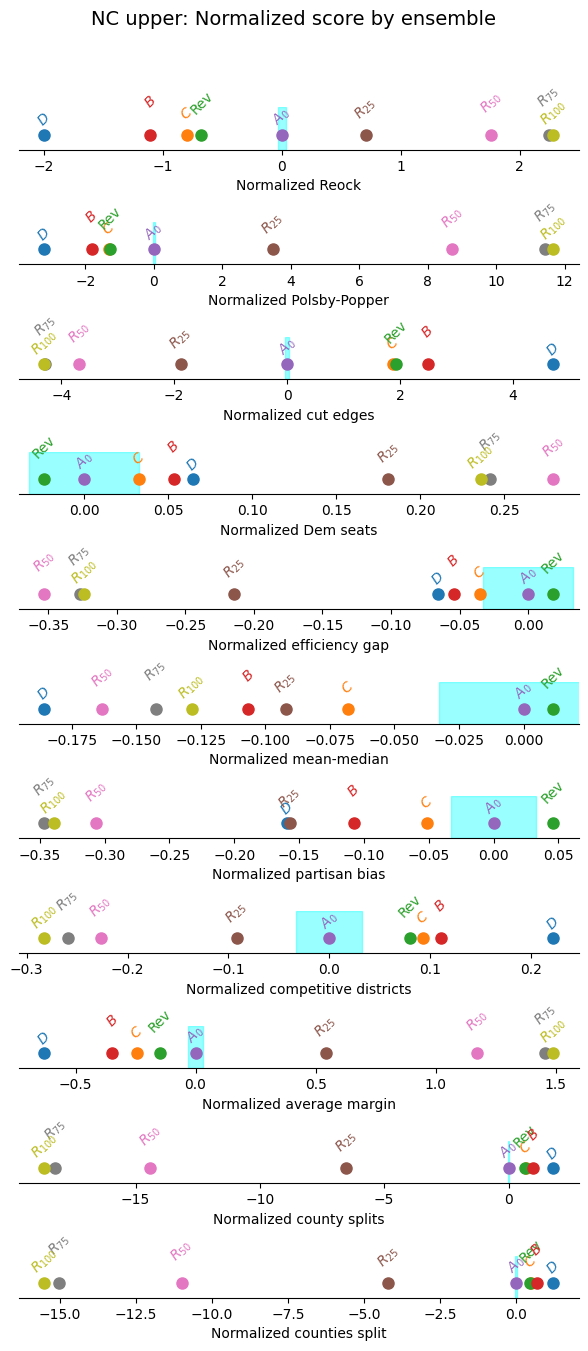 NC upper: Normalized score by ensemble
D B C Rev A₀ R₂₅ R₅₀ R₇₅ R₁₀₀
−2 −1 0 1 2
Normalized Reock
D B C Rev A₀ R₂₅ R₅₀ R₇₅ R₁₀₀
−2 0 2 4 6 8 10 12
Normalized Polsby-Popper
R₁₀₀ R₇₅ R₅₀ R₂₅ A₀ C Rev B D
−4 −2 0 2 4
Normalized cut edges
Rev A₀ C B D R₂₅ R₁₀₀ R₇₅ R₅₀
0.00 0.05 0.10 0.15 0.20 0.25
Normalized Dem seats
R₅₀ R₇₅ R₁₀₀ R₂₅ D B C A₀ Rev
−0.35 −0.30 −0.25 −0.20 −0.15 −0.10 −0.05 0.00
Normalized efficiency gap
D R₅₀ R₇₅ R₁₀₀ B R₂₅ C A₀ Rev
−0.175 −0.150 −0.125 −0.100 −0.075 −0.050 −0.025 0.000
Normalized mean-median
R₇₅ R₁₀₀ R₅₀ D R₂₅ B C A₀ Rev
−0.35 −0.30 −0.25 −0.20 −0.15 −0.10 −0.05 0.00 0.05
Normalized partisan bias
R₁₀₀ R₇₅ R₅₀ R₂₅ A₀ Rev C B D
−0.3 −0.2 −0.1 0.0 0.1 0.2
Normalized competitive districts
D B C Rev A₀ R₂₅ R₅₀ R₇₅ R₁₀₀
−0.5 0.0 0.5 1.0 1.5
Normalized average margin
R₁₀₀ R₇₅ R₅₀ R₂₅ A₀ C Rev B D
−15 −10 −5 0
Normalized county splits
R₁₀₀ R₇₅ R₅₀ R₂₅ A₀ Rev C B D
−15.0 −12.5 −10.0 −7.5 −5.0 −2.5 0.0
Normalized counties split